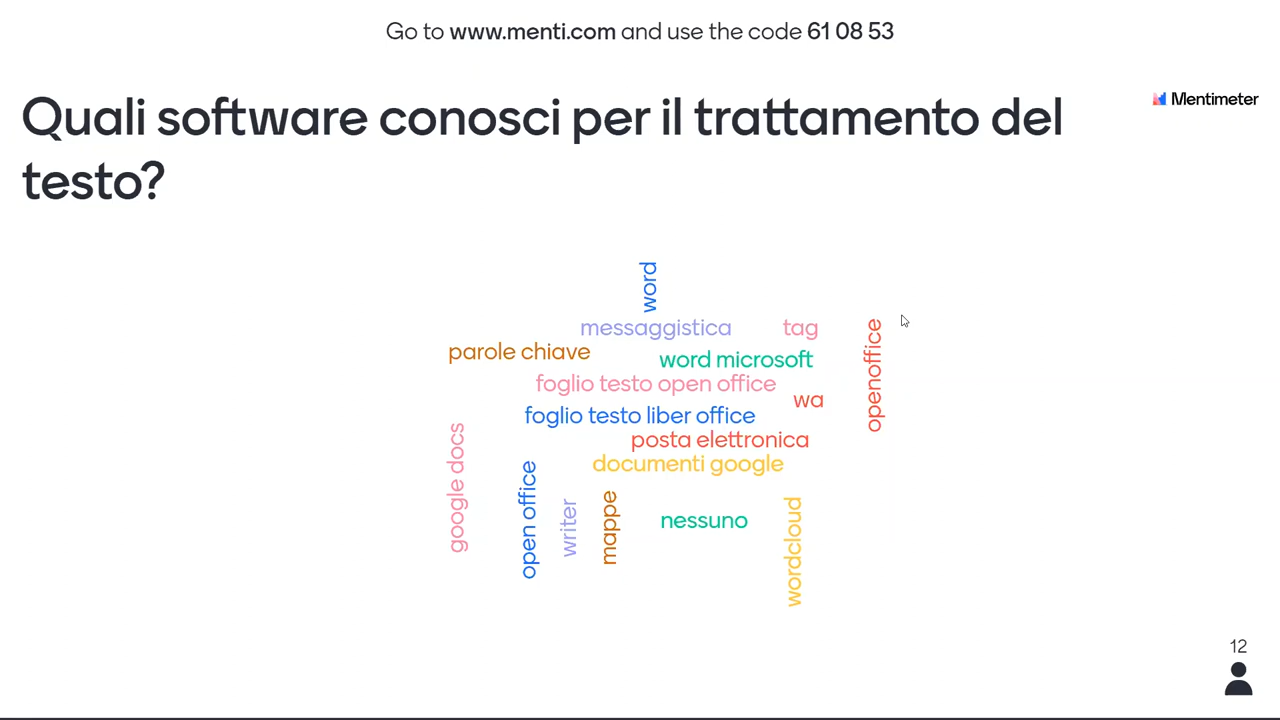 Go to www.menti.com and use the code 61 08 53
Quali software conosci per il trattamento del
testo?
Mentimeter
word
messaggistica
tag
parole chiave
word microsoft
openoffice
foglio testo open office
wa
foglio testo liber office
posta elettronica
documenti google
google docs
open office
writer
mappe
nessuno
wordcloud
12